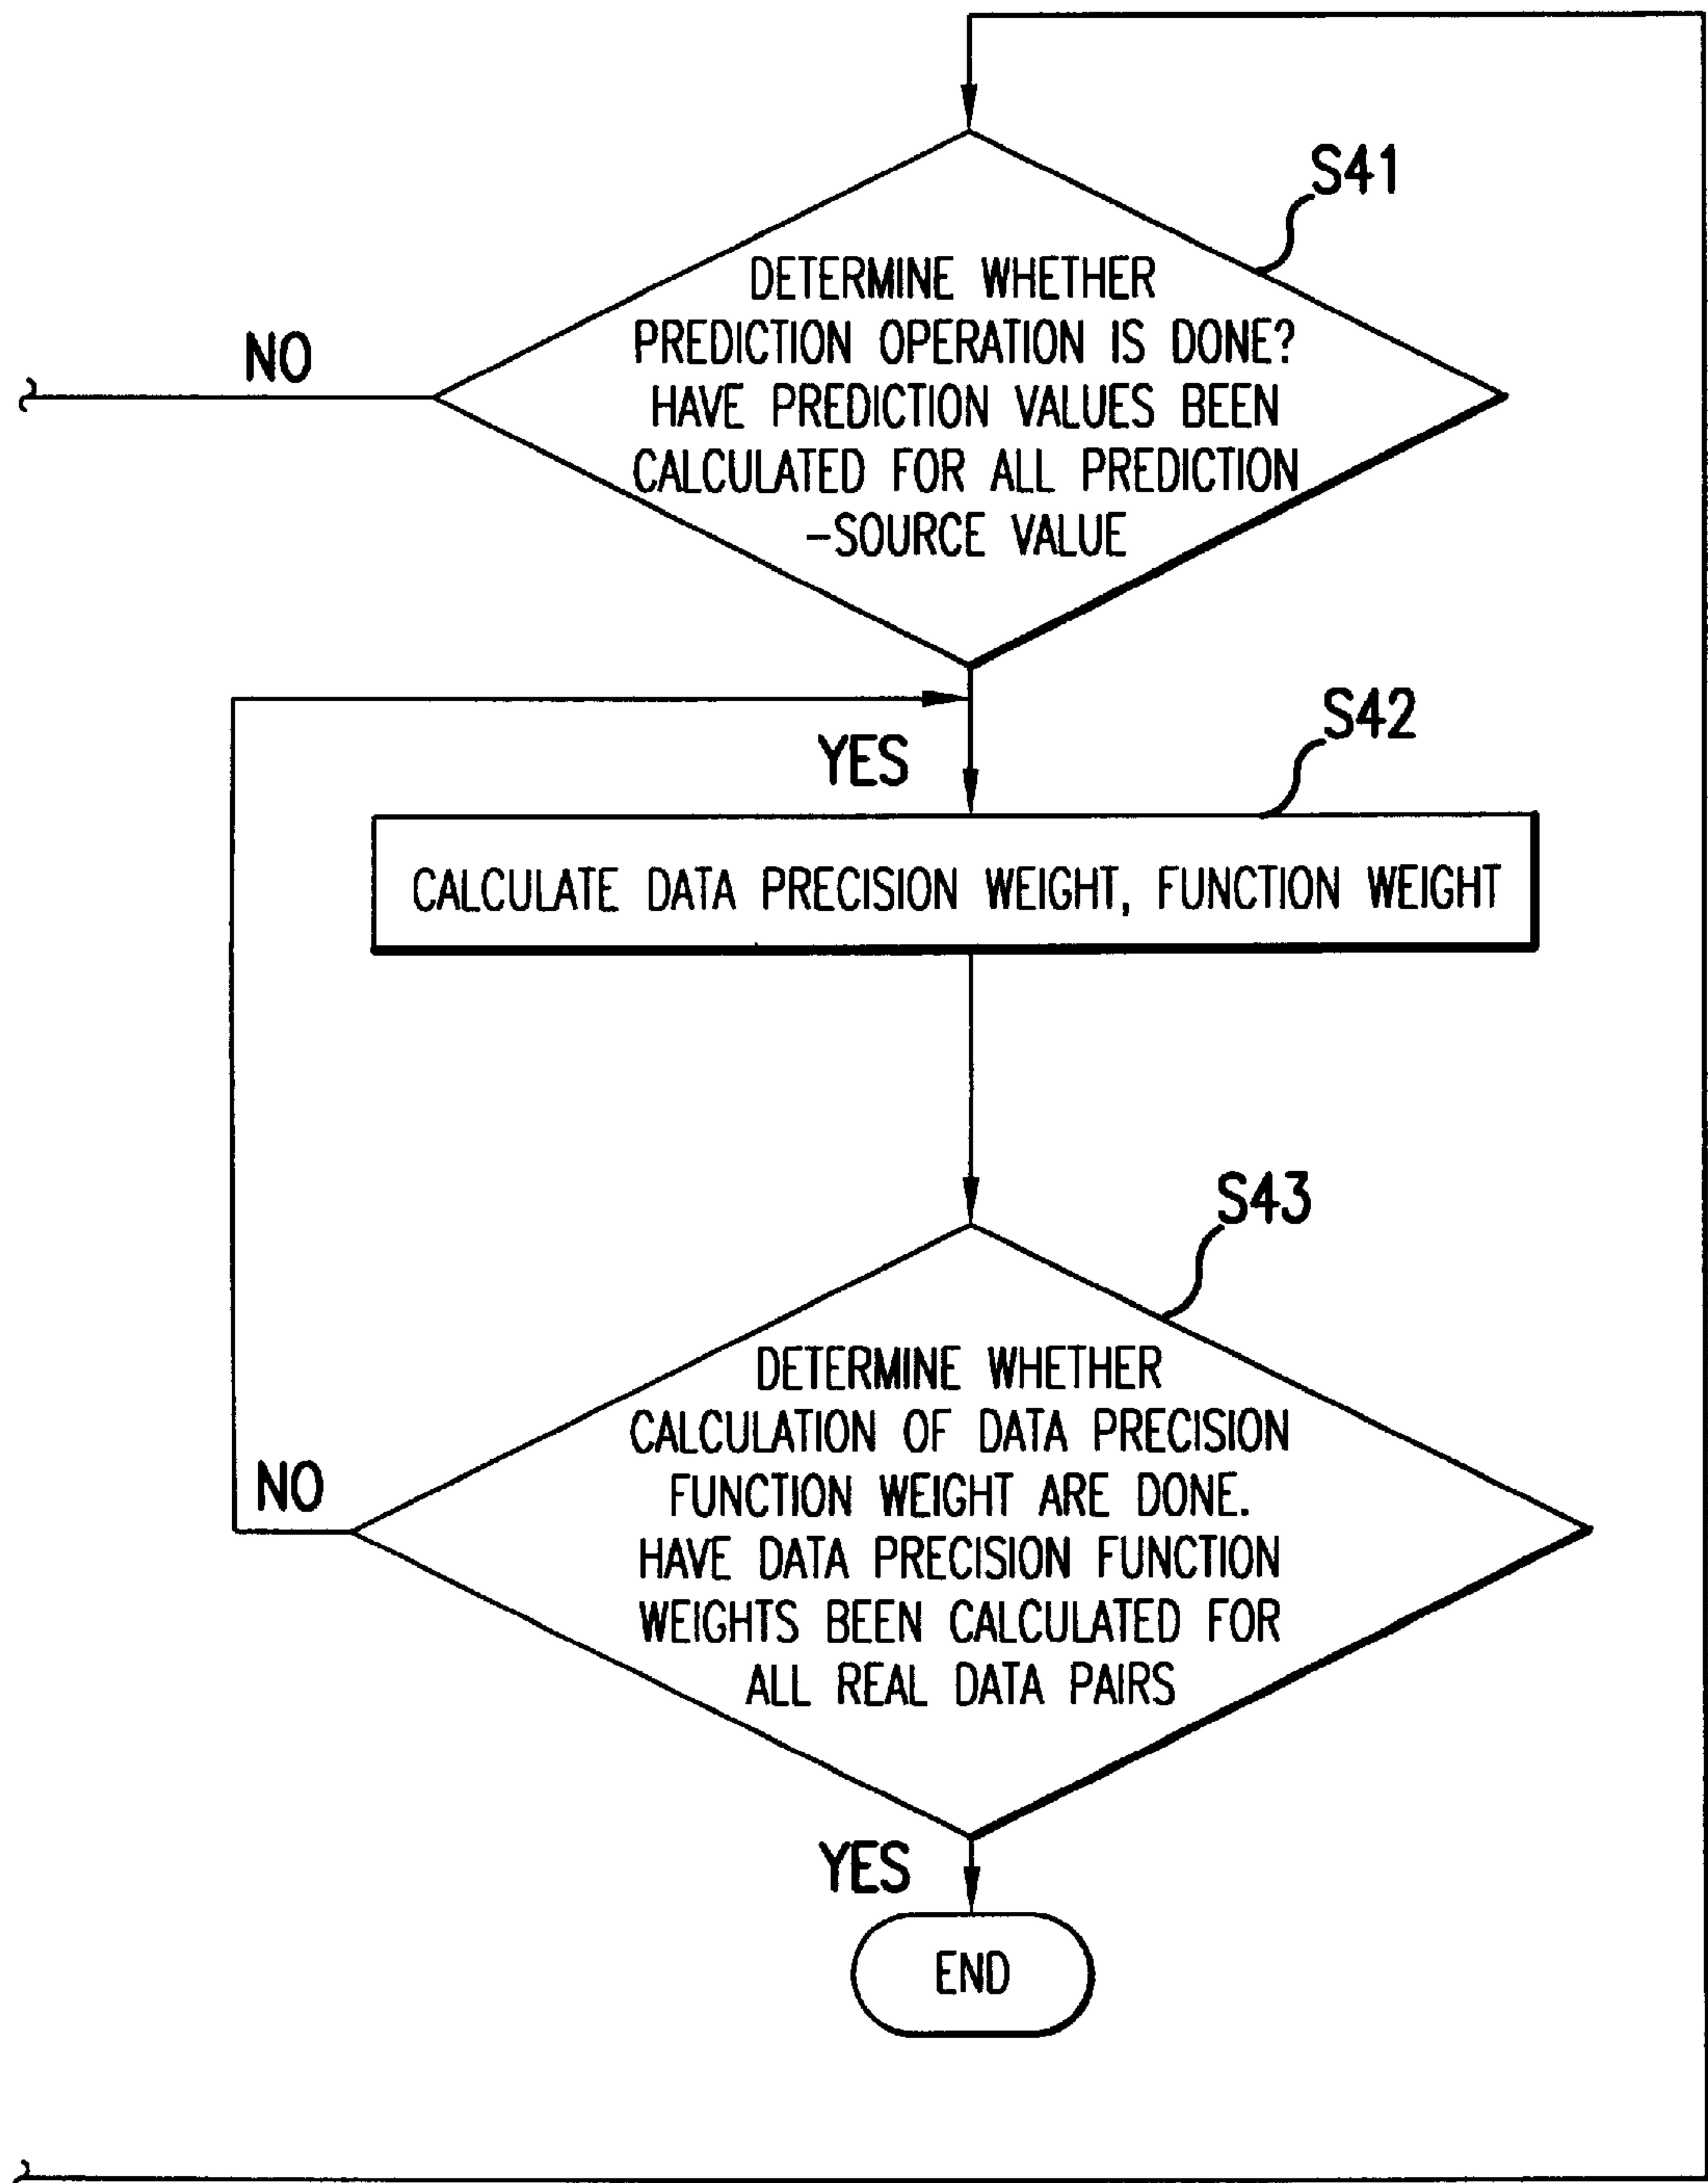 S41
DETERMINE WHETHER
PREDICTION OPERATION IS DONE?
HAVE PREDICTION VALUES BEEN
CALCULATED FOR ALL PREDICTION
-SOURCE VALUE
NO
YES
S42
CALCULATE DATA PRECISION WEIGHT, FUNCTION WEIGHT
S43
DETERMINE WHETHER
CALCULATION OF DATA PRECISION
FUNCTION WEIGHT ARE DONE.
HAVE DATA PRECISION FUNCTION
WEIGHTS BEEN CALCULATED FOR
ALL REAL DATA PAIRS
NO
YES
END